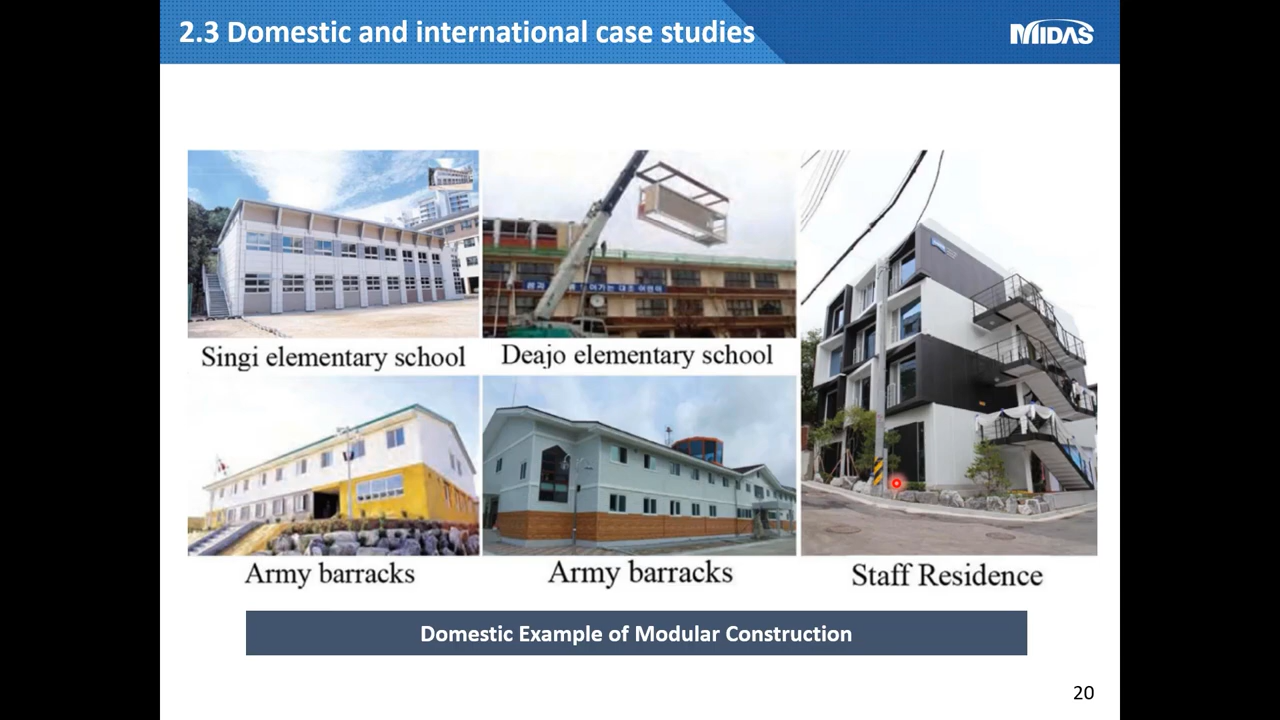 2.3 Domestic and international case studies
MIDAS
Singi elementary school
Deajo elementary school
Army barracks
Army barracks
Staff Residence
Domestic Example of Modular Construction
20